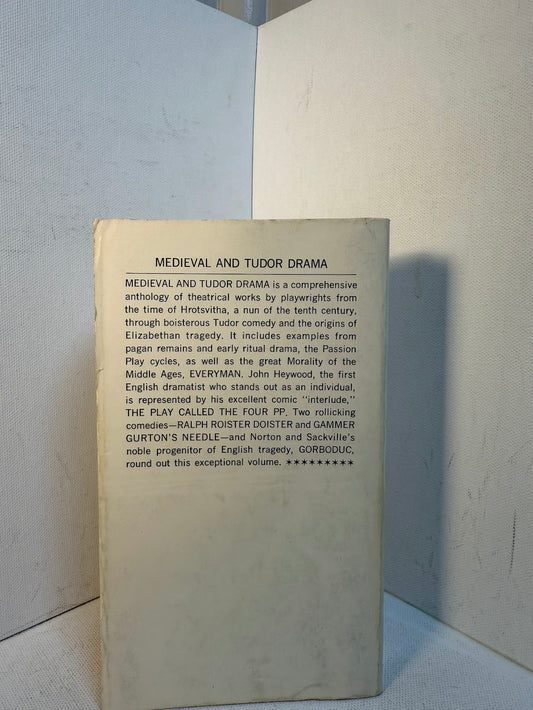 MEDIEVAL AND TUDOR DRAMA
MEDIEVAL AND TUDOR DRAMA is a comprehensive
anthology of theatrical works by playwrights from
the time of Hrotsvitha, a nun of the tenth century,
through boisterous Tudor comedy and the origins of
Elizabethan tragedy. It includes examples from
pagan remains and early ritual drama, the Passion
Play cycles, as well as the great Morality of the
Middle Ages, EVERYMAN. John Heywood, the first
English dramatist who stands out as an individual,
is represented by his excellent comic "interlude,"
THE PLAY CALLED THE FOUR PP. Two rollicking
comedies—RALPH ROISTER DOISTER and GAMMER
GURTON'S NEEDLE—and Norton and Sackville's
noble progenitor of English tragedy, GORBODUC,
round out this exceptional volume. ✶✶✶✶✶✶✶✶✶